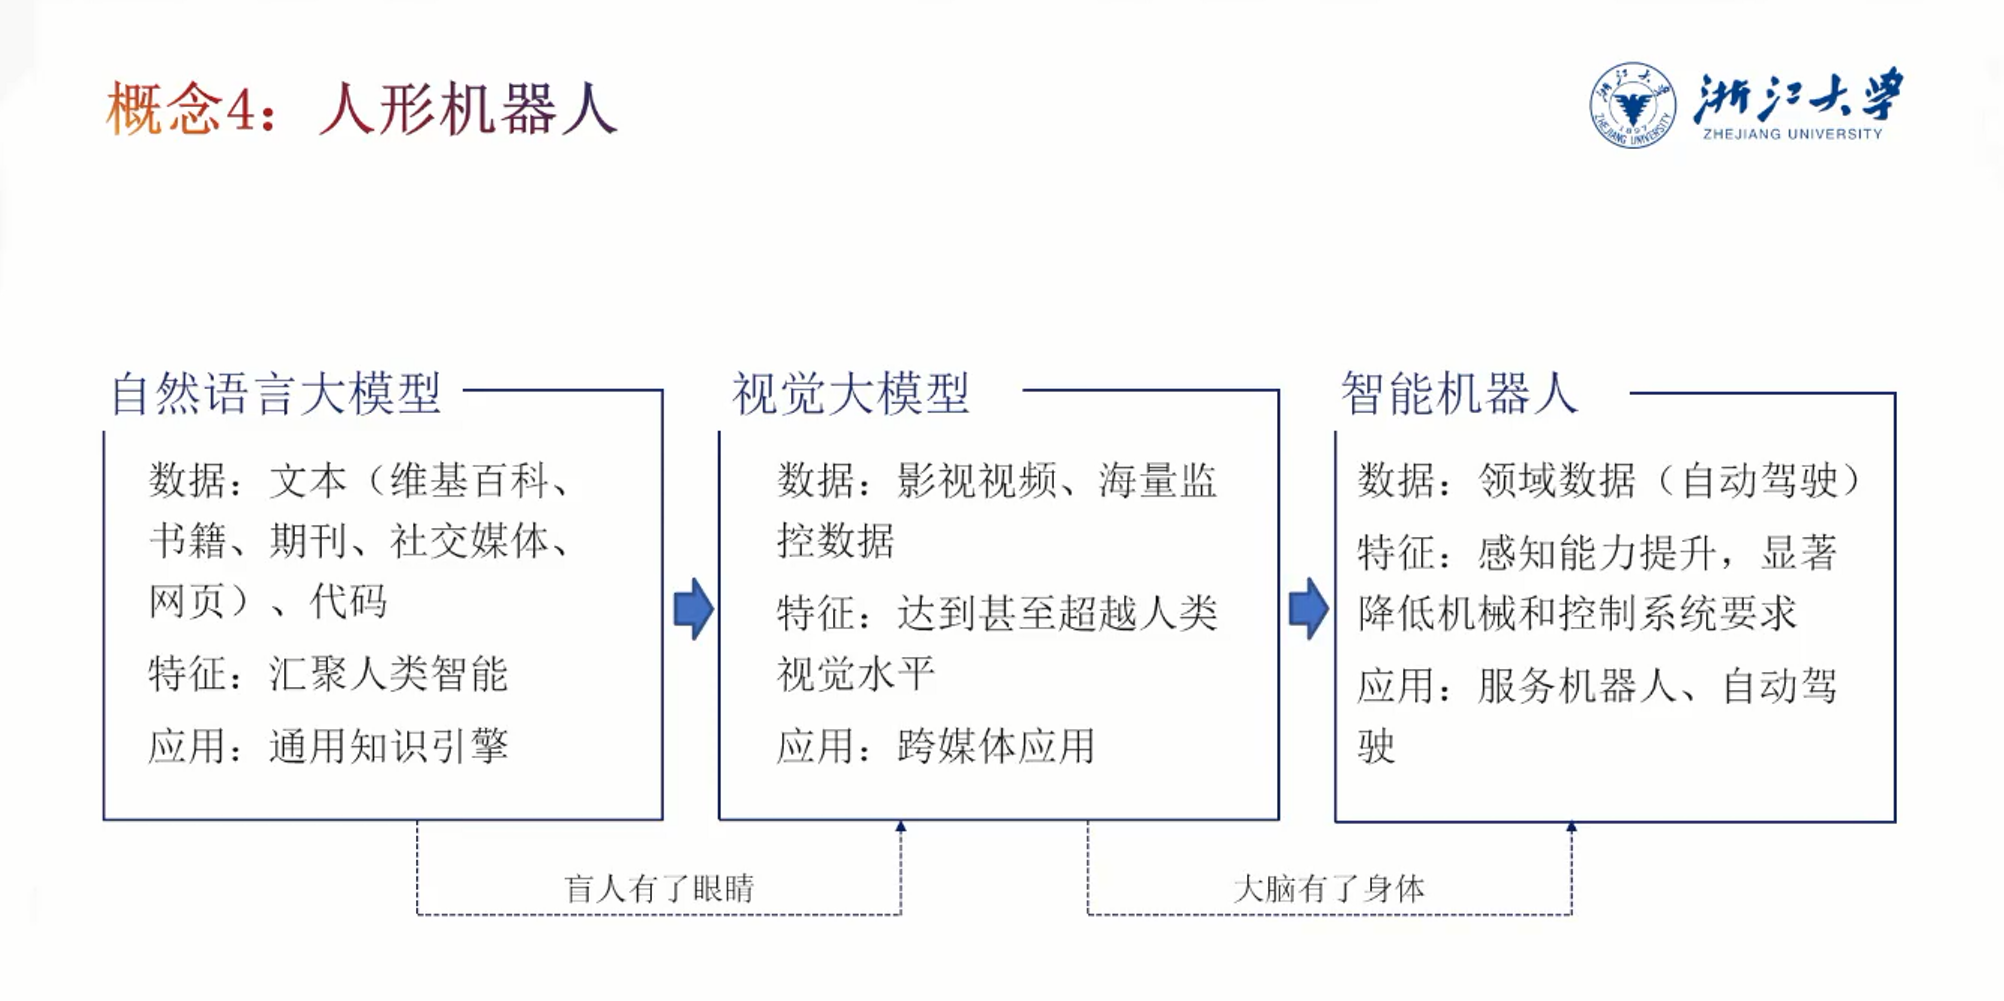 概念4：人形机器人
浙江大学
ZHEJIANG UNIVERSITY
浙江大学
1897
ZHEJIANG UNIVERSITY
自然语言大模型
数据：文本（维基百科、
书籍、期刊、社交媒体、
网页）、代码
特征：汇聚人类智能
应用：通用知识引擎
视觉大模型
数据：影视视频、海量监
控数据
特征：达到甚至超越人类
视觉水平
应用：跨媒体应用
智能机器人
数据：领域数据（自动驾驶）
特征：感知能力提升，显著
降低机械和控制系统要求
应用：服务机器人、自动驾
驶
盲人有了眼睛
大脑有了身体